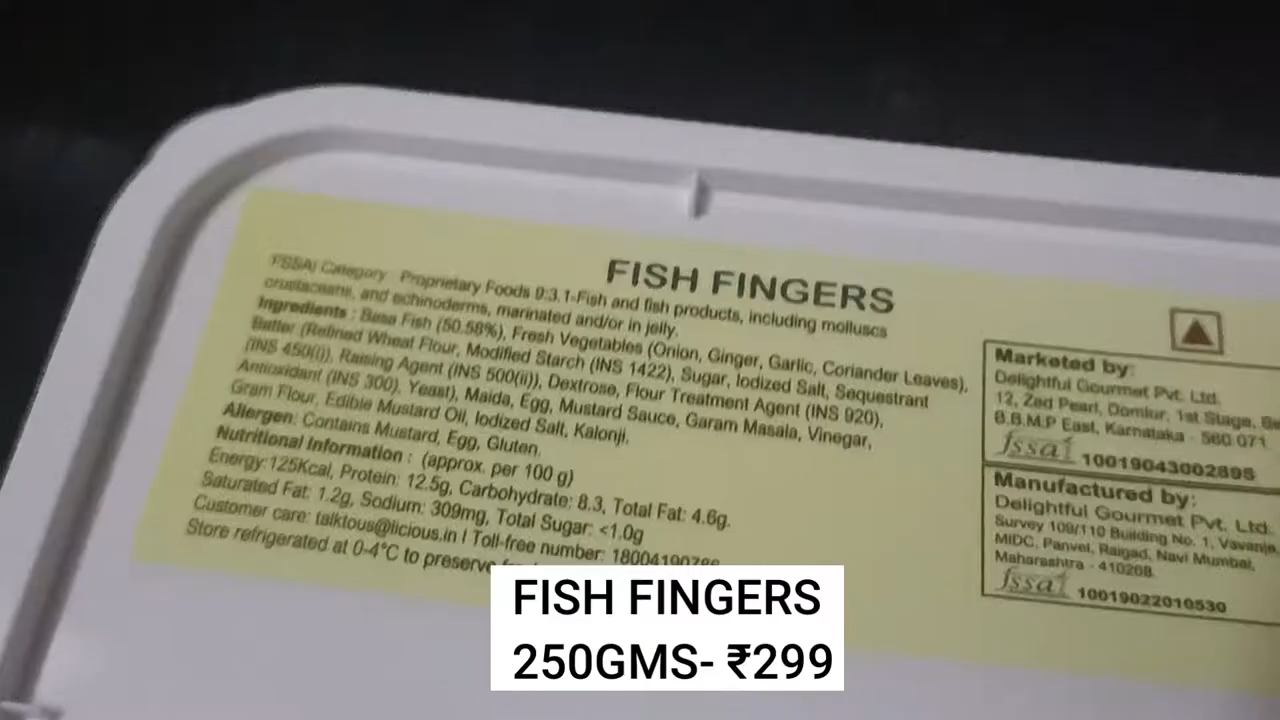 FISH FINGERS
FSSAI Category : Proprietary Foods 9.3.1-Fish and fish products, including molluscs
crustaceans, and echinoderms, marinated and/or in jelly.
Ingredients : Basa Fish (50.58%), Fresh Vegetables (Onion, Ginger, Garlic, Coriander Leaves),
Batter (Refined Wheat Flour, Modified Starch (INS 1422), Sugar, Iodized Salt, Sequestrant
(INS 450(i)), Raising Agent (INS 500(ii)), Dextrose, Flour Treatment Agent (INS 920),
Antioxidant (INS 300), Yeast), Maida, Egg, Mustard Sauce, Garam Masala, Vinegar,
Gram Flour, Edible Mustard Oil, Iodized Salt, Kalonji.
Allergen: Contains Mustard, Egg, Gluten.
Nutritional Information : (approx. per 100 g)
Energy:125Kcal, Protein: 12.5g, Carbohydrate: 8.3, Total Fat: 4.6g.
Saturated Fat: 1.2g, Sodium: 309mg, Total Sugar: <1.0g
Customer care: talktous@licious.in I Toll-free number:
Store refrigerated at 0-4°C to preserve
Marketed by:
Delightful Gourmet Pvt. Ltd.
12, Zed Pearl, Domlur, 1st Stage,
B.B.M.P East, Karnataka - 560 071
fssai 10019043002895
Manufactured by:
Delightful Gourmet Pvt. Ltd.
Survey 109/110 Building No. 1,
MIDC, Panvel, Raigad, Navi Mumbai,
Maharashtra - 410208.
fssai 10019022010530
FISH FINGERS
250GMS- ₹299